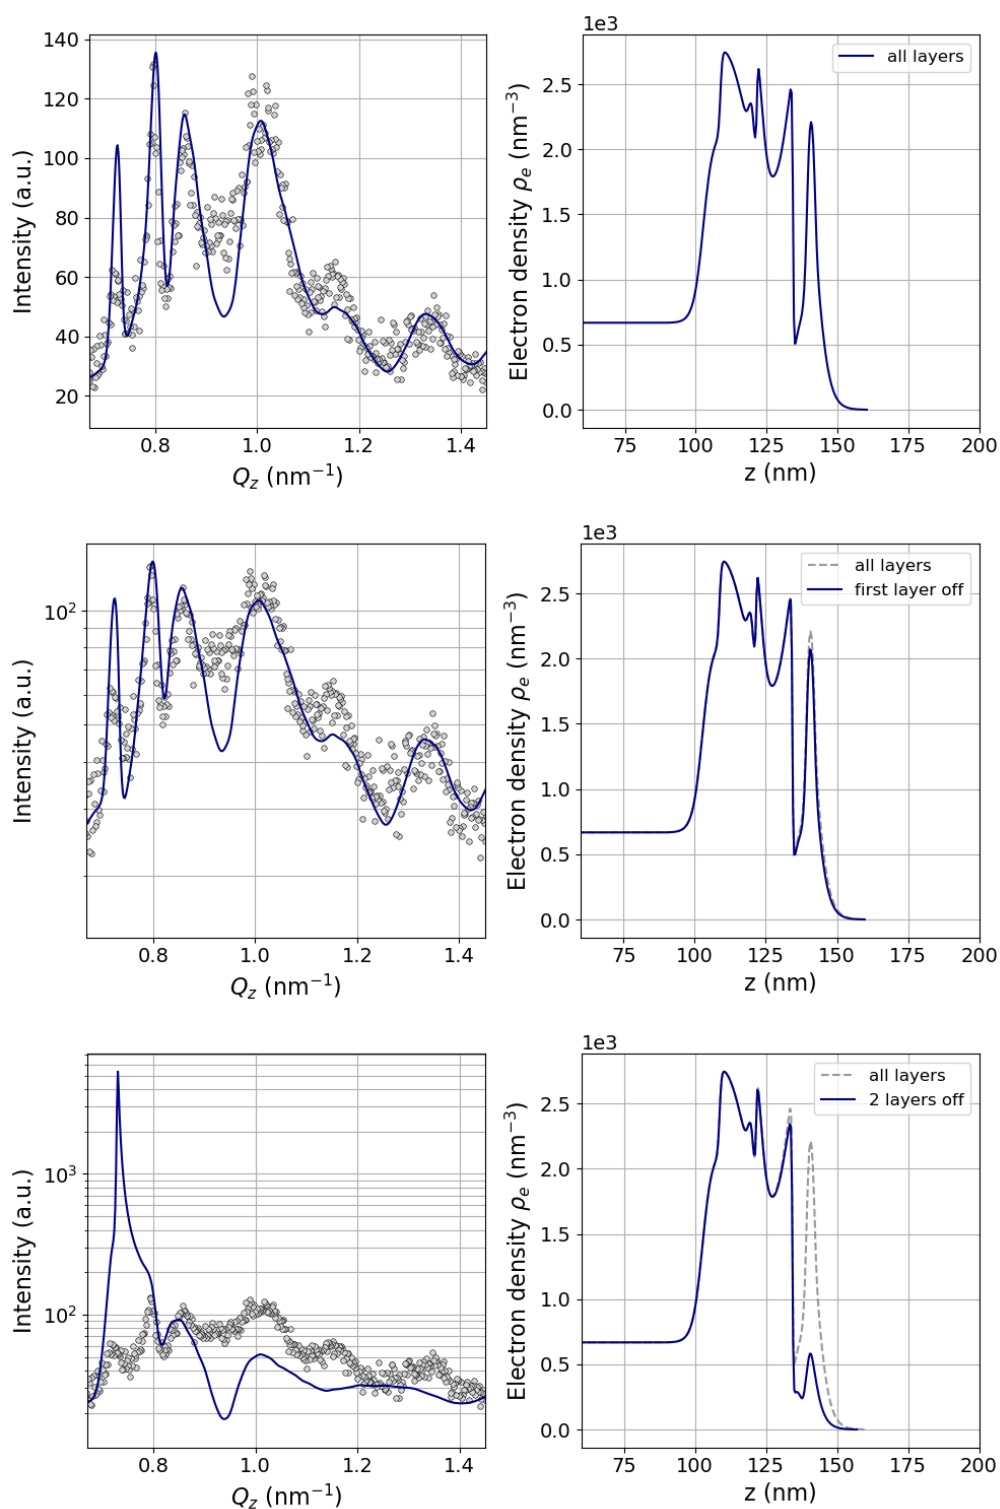 1e3
140
120
100
80
60
40
20
Intensity (a.u.)
0.8 1.0 1.2 1.4
Q_z (nm⁻¹)
2.5
2.0
1.5
1.0
0.5
0.0
Electron density ρ_e (nm⁻³)
all layers
75 100 125 150 175 200
z (nm)
1e3
10²
Intensity (a.u.)
0.8 1.0 1.2 1.4
Q_z (nm⁻¹)
2.5
2.0
1.5
1.0
0.5
0.0
Electron density ρ_e (nm⁻³)
all layers
first layer off
75 100 125 150 175 200
z (nm)
1e3
10³
10²
Intensity (a.u.)
0.8 1.0 1.2 1.4
Q_z (nm⁻¹)
2.5
2.0
1.5
1.0
0.5
0.0
Electron density ρ_e (nm⁻³)
all layers
2 layers off
75 100 125 150 175 200
z (nm)